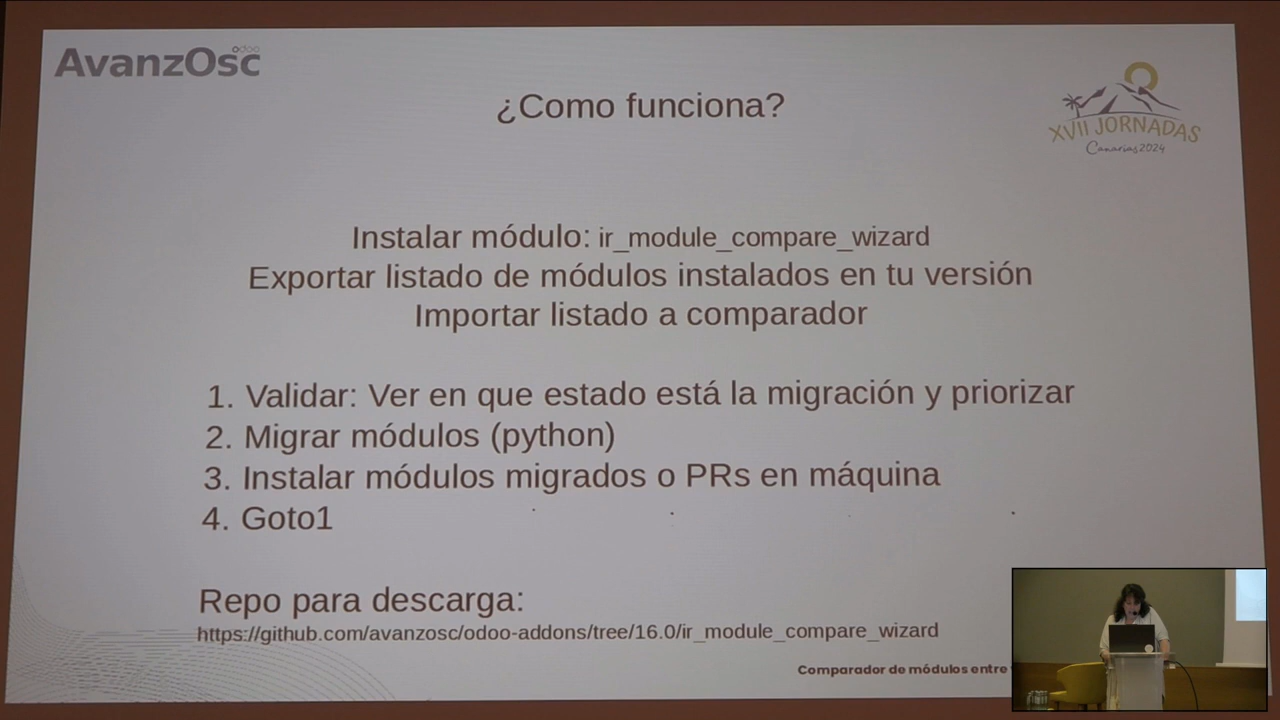 AvanzOsc
odoo
XVII JORNADAS
Canarias 2024
¿Como funciona?
Instalar módulo: ir_module_compare_wizard
Exportar listado de módulos instalados en tu versión
Importar listado a comparador
1. Validar: Ver en que estado está la migración y priorizar
2. Migrar módulos (python)
3. Instalar módulos migrados o PRs en máquina
4. Goto1
Repo para descarga:
https://github.com/avanzosc/odoo-addons/tree/16.0/ir_module_compare_wizard
Comparador de módulos entre